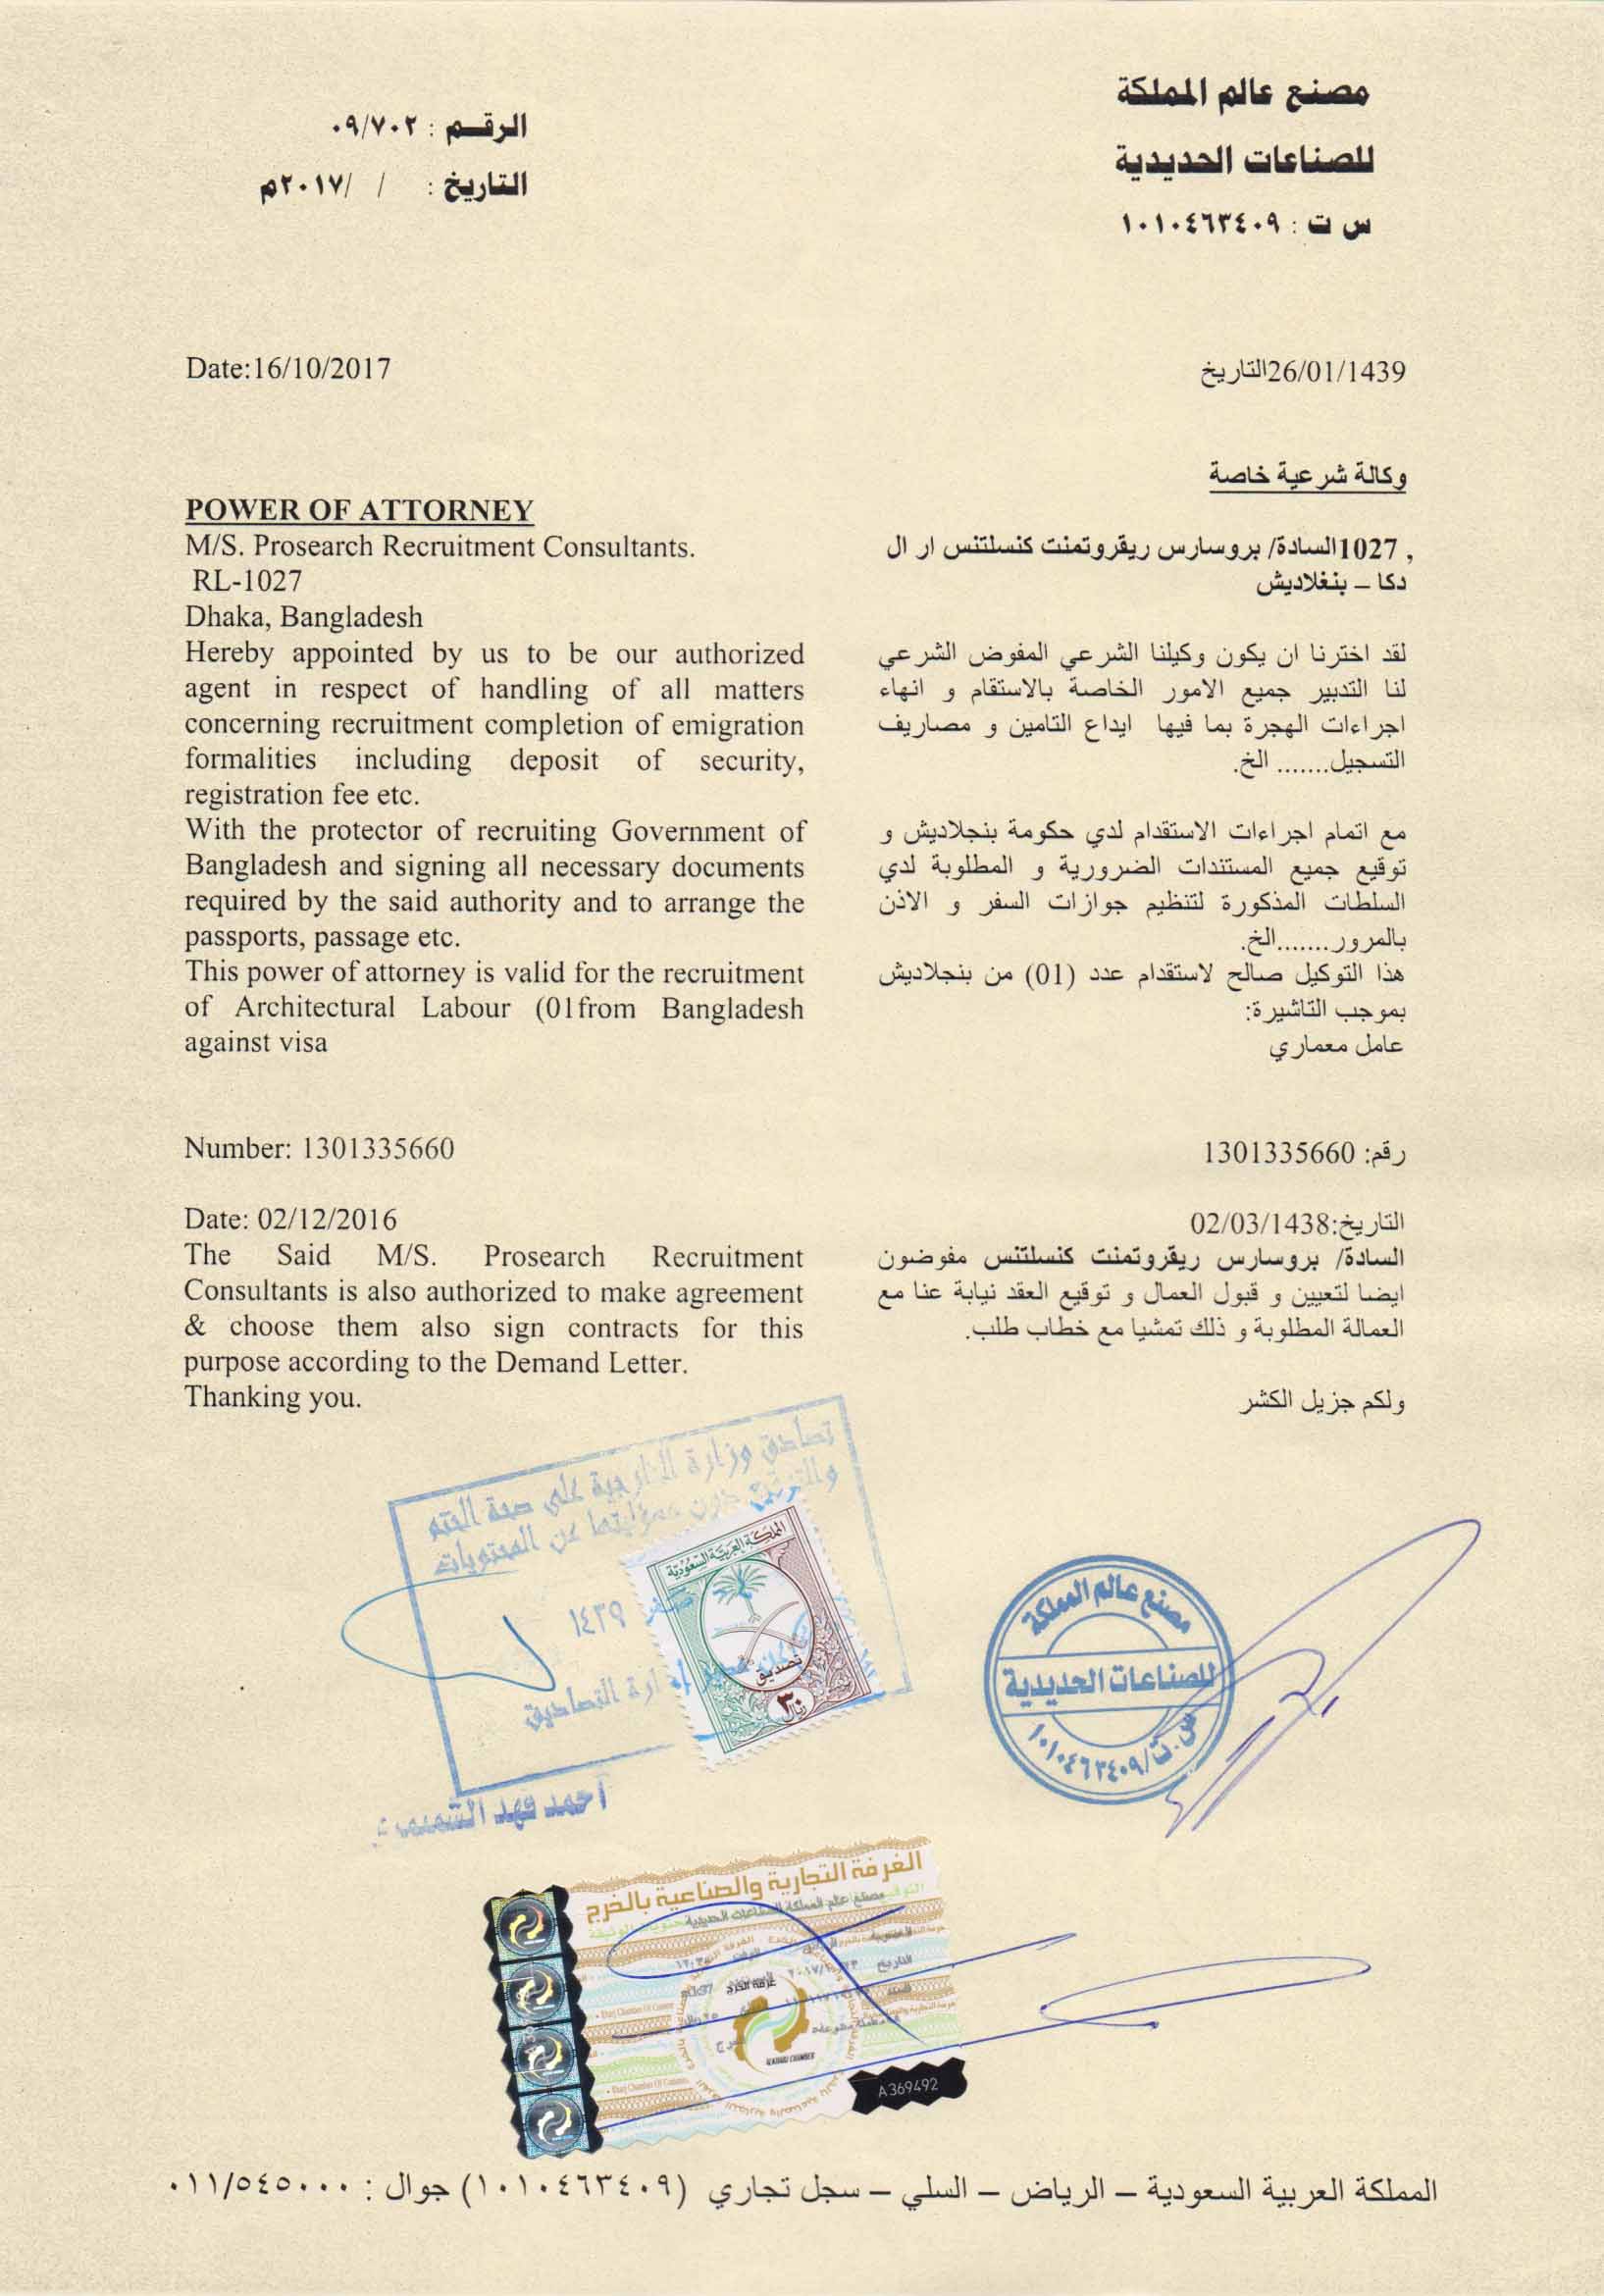 مصنع عالم المملكة
للصناعات الحديدية
س ت : ١٠١٠٤٦٣٤٠٩
الرقم : ٠٩/٧٠٢
التاريخ : / /٢٠١٧م
Date:16/10/2017
26/01/1439التاريخ
POWER OF ATTORNEY
M/S. Prosearch Recruitment Consultants.
RL-1027
Dhaka, Bangladesh
Hereby appointed by us to be our authorized
agent in respect of handling of all matters
concerning recruitment completion of emigration
formalities including deposit of security,
registration fee etc.
With the protector of recruiting Government of
Bangladesh and signing all necessary documents
required by the said authority and to arrange the
passports, passage etc.
This power of attorney is valid for the recruitment
of Architectural Labour (01from Bangladesh
against visa
Number: 1301335660
Date: 02/12/2016
The Said M/S. Prosearch Recruitment
Consultants is also authorized to make agreement
& choose them also sign contracts for this
purpose according to the Demand Letter.
Thanking you.
وكالة شرعية خاصة
, 1027السادة/ بروسارس ريقروتمنت كنسلتنس ار ال
دكا – بنغلاديش
لقد اخترنا ان يكون وكيلنا الشرعي المفوض الشرعي
لنا التدبير جميع الامور الخاصة بالاستقام و انهاء
اجراءات الهجرة بما فيها ايداع التامين و مصاريف
التسجيل....... الخ.
مع اتمام اجراءات الاستقدام لدي حكومة بنجلاديش و
توقيع جميع المستندات الضرورية و المطلوبة لدي
السلطات المذكورة لتنظيم جوازات السفر و الاذن
بالمرور.......الخ.
هذا التوكيل صالح لاستقدام عدد (01) من بنجلاديش
بموجب التاشيرة:
عامل معماري
رقم: 1301335660
التاريخ:02/03/1438
السادة/ بروسارس ريقروتمنت كنسلتنس مفوضون
ايضا لتعيين و قبول العمال و توقيع العقد نيابة عنا مع
العمالة المطلوبة و ذلك تمشيا مع خطاب طلب.
ولكم جزيل الكشر
تصادق وزارة الخارجية على صحة الختم
والتوقيع دون مسؤليتها عن المحتويات
صفر ١٤٣٩
المملكة العربية السعودية
تصديق
٣٠
ريال
إدارة التصاديق
أحمد فهد
مصنع عالم المملكة
للصناعات الحديدية
س.ت/١٠١٠٤٦٣٤٠٩
الغرفة التجارية والصناعية بالخرج
مصنع عالم المملكة للصناعات الحديدية
التاريخ
غرفة الخرج
ALKHARJ CHAMBER
A369492
المملكة العربية السعودية – الرياض – السلي – سجل تجاري (١٠١٠٤٦٣٤٠٩) جوال : ٠١١/٥٤٥٠٠٠